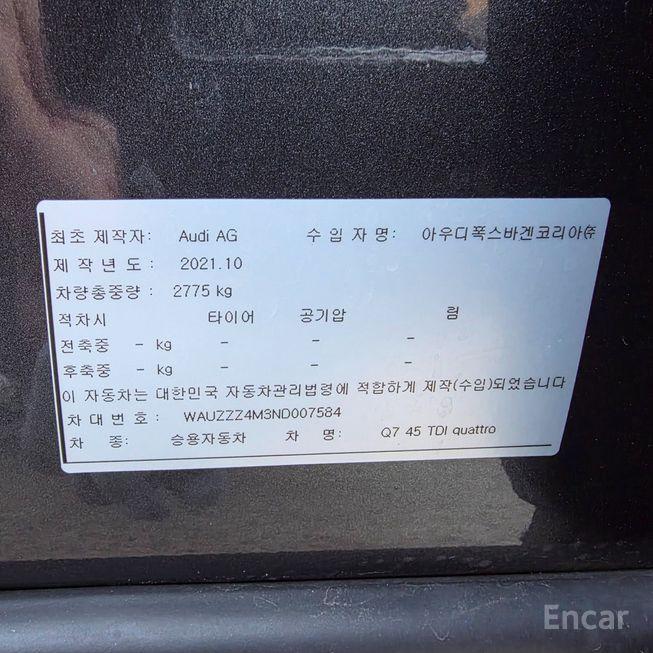 최초 제작자: Audi AG 수 입 자 명: 아우디폭스바겐코리아㈜
제 작 년 도 : 2021.10
차량총중량 : 2775 kg
적차시 타이어 공기압 림
전축중 - kg - - -
후축중 - kg - - -
이 자동차는 대한민국 자동차관리법령에 적합하게 제작(수입)되었습니다
차 대 번 호 : WAUZZZ4M3ND007584
차 종: 승용자동차 차 명: Q7 45 TDI quattro
Encar